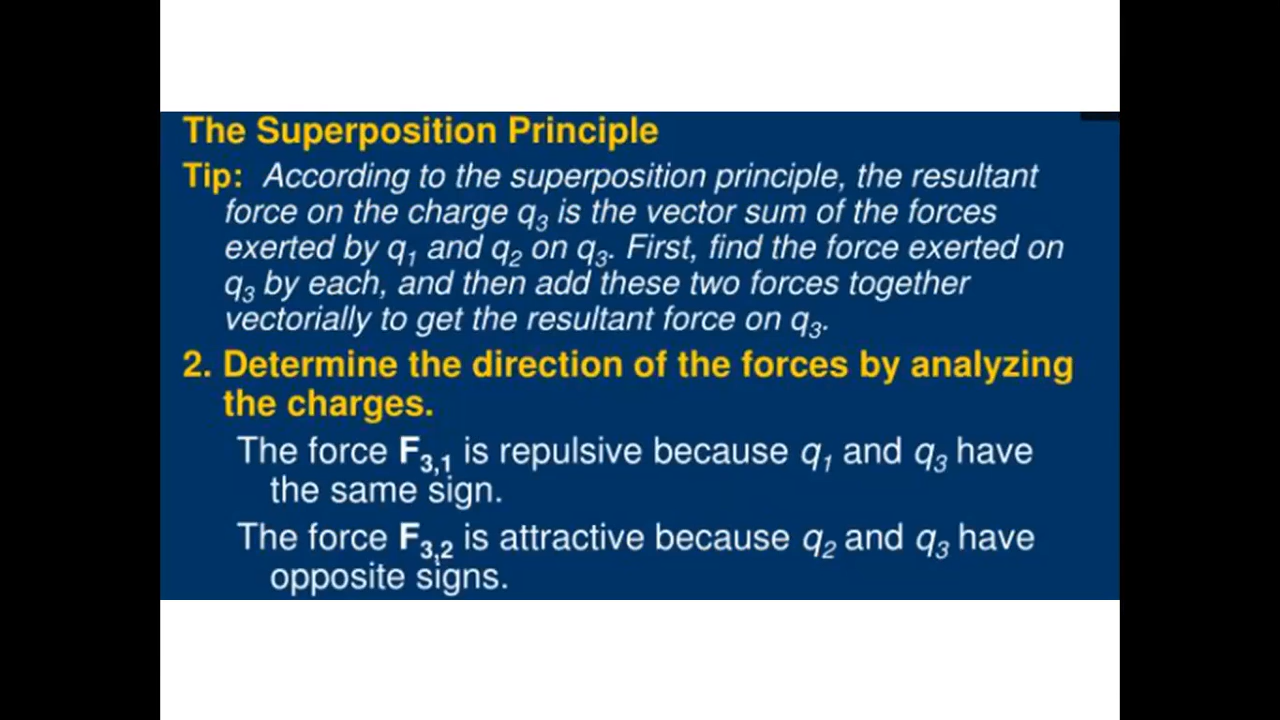 The Superposition Principle
Tip: According to the superposition principle, the resultant
force on the charge q3 is the vector sum of the forces
exerted by q1 and q2 on q3. First, find the force exerted on
q3 by each, and then add these two forces together
vectorially to get the resultant force on q3.
2. Determine the direction of the forces by analyzing
the charges.
The force F3,1 is repulsive because q1 and q3 have
the same sign.
The force F3,2 is attractive because q2 and q3 have
opposite signs.